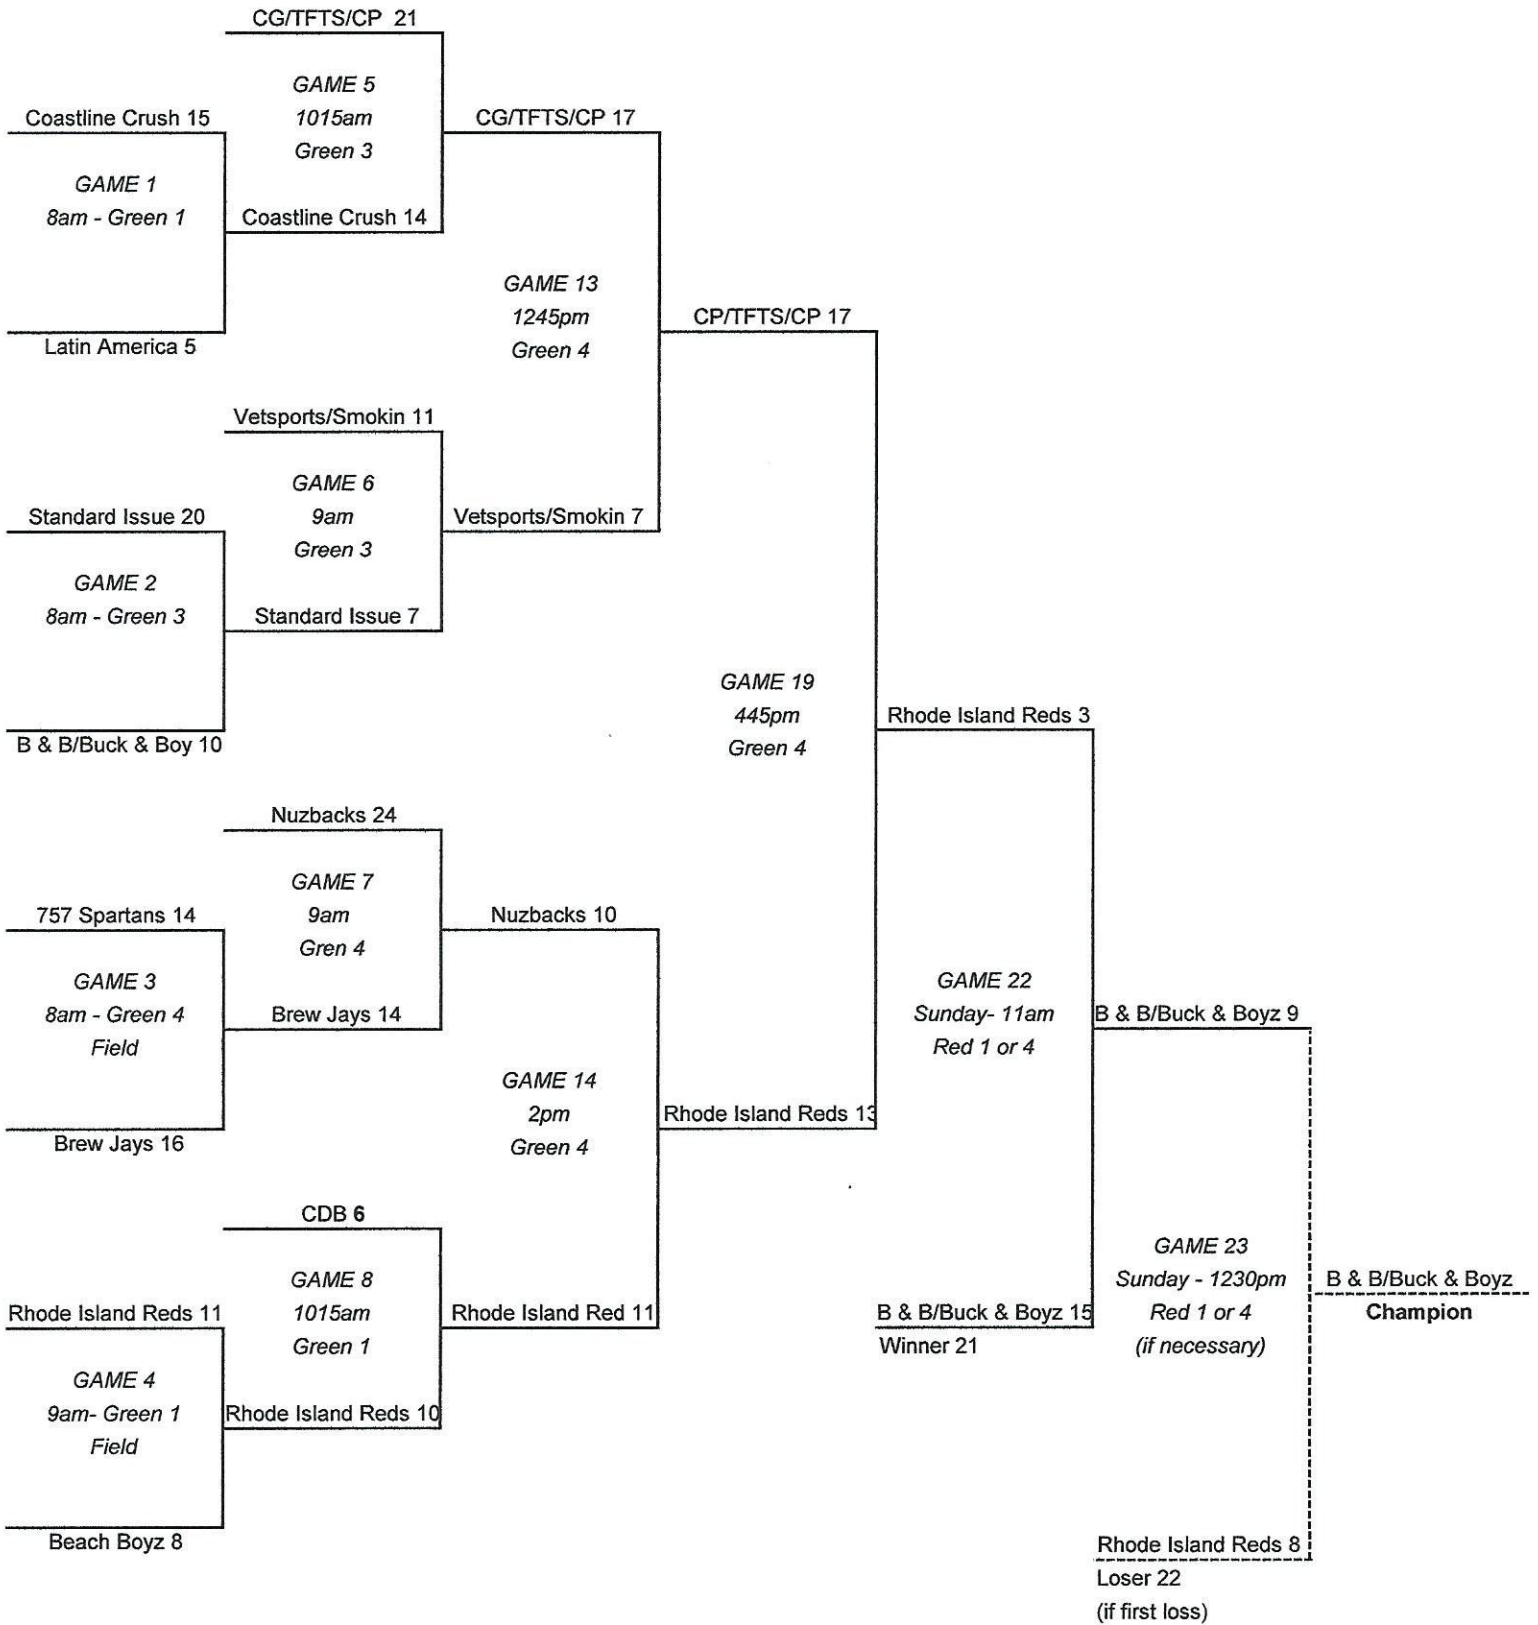 CG/TFTS/CP 21
GAME 5
1015am
Green 3
Coastline Crush 15
CG/TFTS/CP 17
GAME 1
8am - Green 1
Coastline Crush 14
GAME 13
1245pm
Green 4
CP/TFTS/CP 17
Latin America 5
Vetsports/Smokin 11
GAME 6
9am
Green 3
Standard Issue 20
Vetsports/Smokin 7
GAME 2
8am - Green 3
Standard Issue 7
GAME 19
445pm
Green 4
Rhode Island Reds 3
B & B/Buck & Boy 10
Nuzbacks 24
GAME 7
9am
Gren 4
757 Spartans 14
Nuzbacks 10
GAME 3
8am - Green 4
Field
Brew Jays 14
GAME 22
Sunday- 11am
Red 1 or 4
B & B/Buck & Boyz 9
GAME 14
2pm
Green 4
Rhode Island Reds 13
Brew Jays 16
CDB 6
GAME 8
1015am
Green 1
Rhode Island Reds 11
Rhode Island Red 11
B & B/Buck & Boyz 15
Winner 21
GAME 23
Sunday - 1230pm
Red 1 or 4
(if necessary)
B & B/Buck & Boyz
Champion
GAME 4
9am- Green 1
Field
Rhode Island Reds 10
Beach Boyz 8
Rhode Island Reds 8
Loser 22
(if first loss)